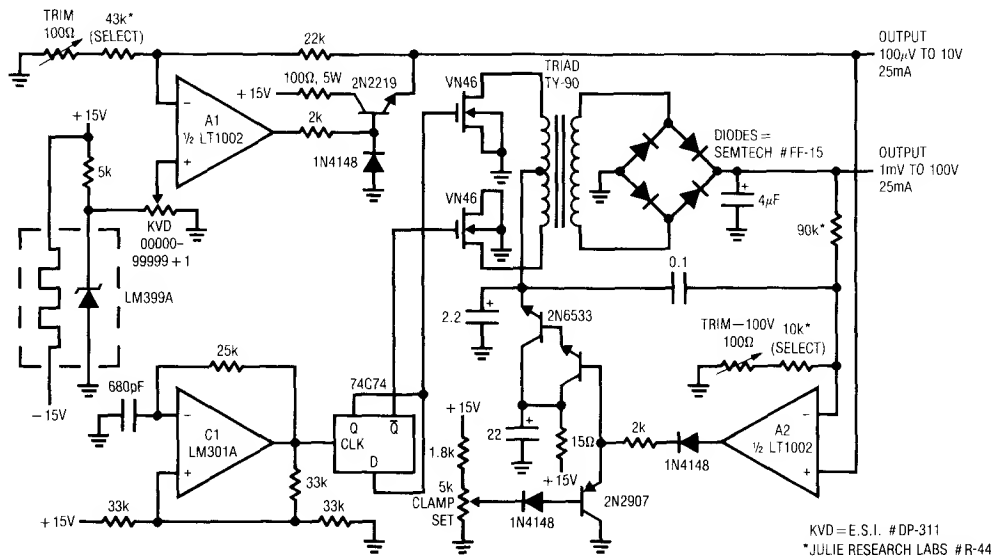 TRIM
100Ω
43k*
(SELECT)
22k
OUTPUT
100μV TO 10V
25mA
TRIAD
TY-90
VN46
100Ω, 5W
2N2219
+15V
−
A1
½ LT1002
+
2k
1N4148
+15V
5k
KVD
00000-
99999+1
LM399A
−15V
VN46
DIODES=
SEMTECH #FF-15
OUTPUT
1mV TO 100V
25mA
+
4μF
90k*
0.1
2.2
+
2N6533
TRIM—100V
100Ω
10k*
(SELECT)
25k
680pF
−
C1
LM301A
+
74C74
Q
Q̅
CLK
D
33k
33k
33k
+15V
+15V
1.8k
5k
CLAMP
SET
22
+
15Ω
+15V
2k
1N4148
−
A2
½ LT1002
+
1N4148
2N2907
KVD=E.S.I. #DP-311
*JULIE RESEARCH LABS #R-44